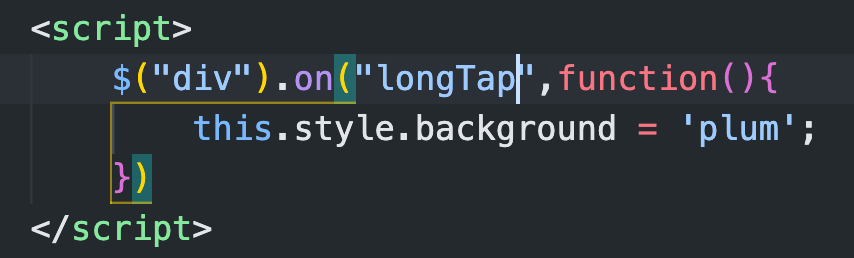 <script>
$("div").on("longTap",function(){
this.style.background = 'plum';
})
</script>